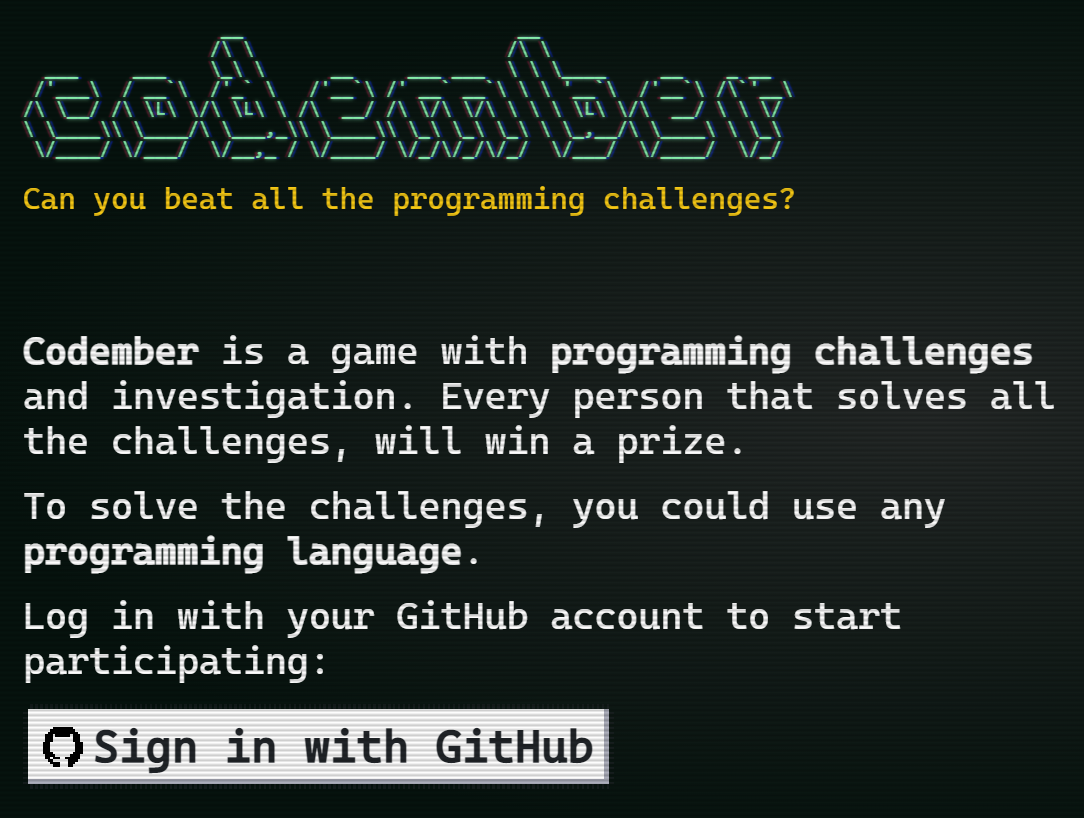 codember
Can you beat all the programming challenges?
Codember is a game with programming challenges
and investigation. Every person that solves all
the challenges, will win a prize.
To solve the challenges, you could use any
programming language.
Log in with your GitHub account to start
participating:
Sign in with GitHub